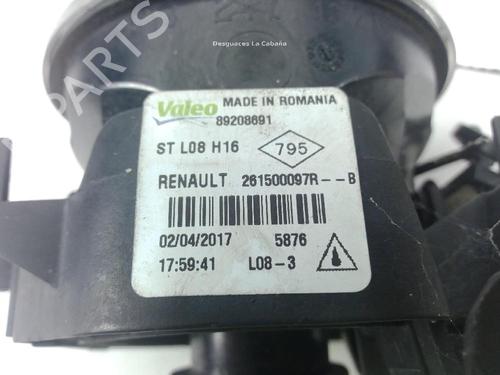 Desguaces La Cabaña
PARTS
Valeo MADE IN ROMANIA
89208691
ST L08 H16 795
RENAULT 261500097R--B
02/04/2017 5876
17:59:41 L08-3